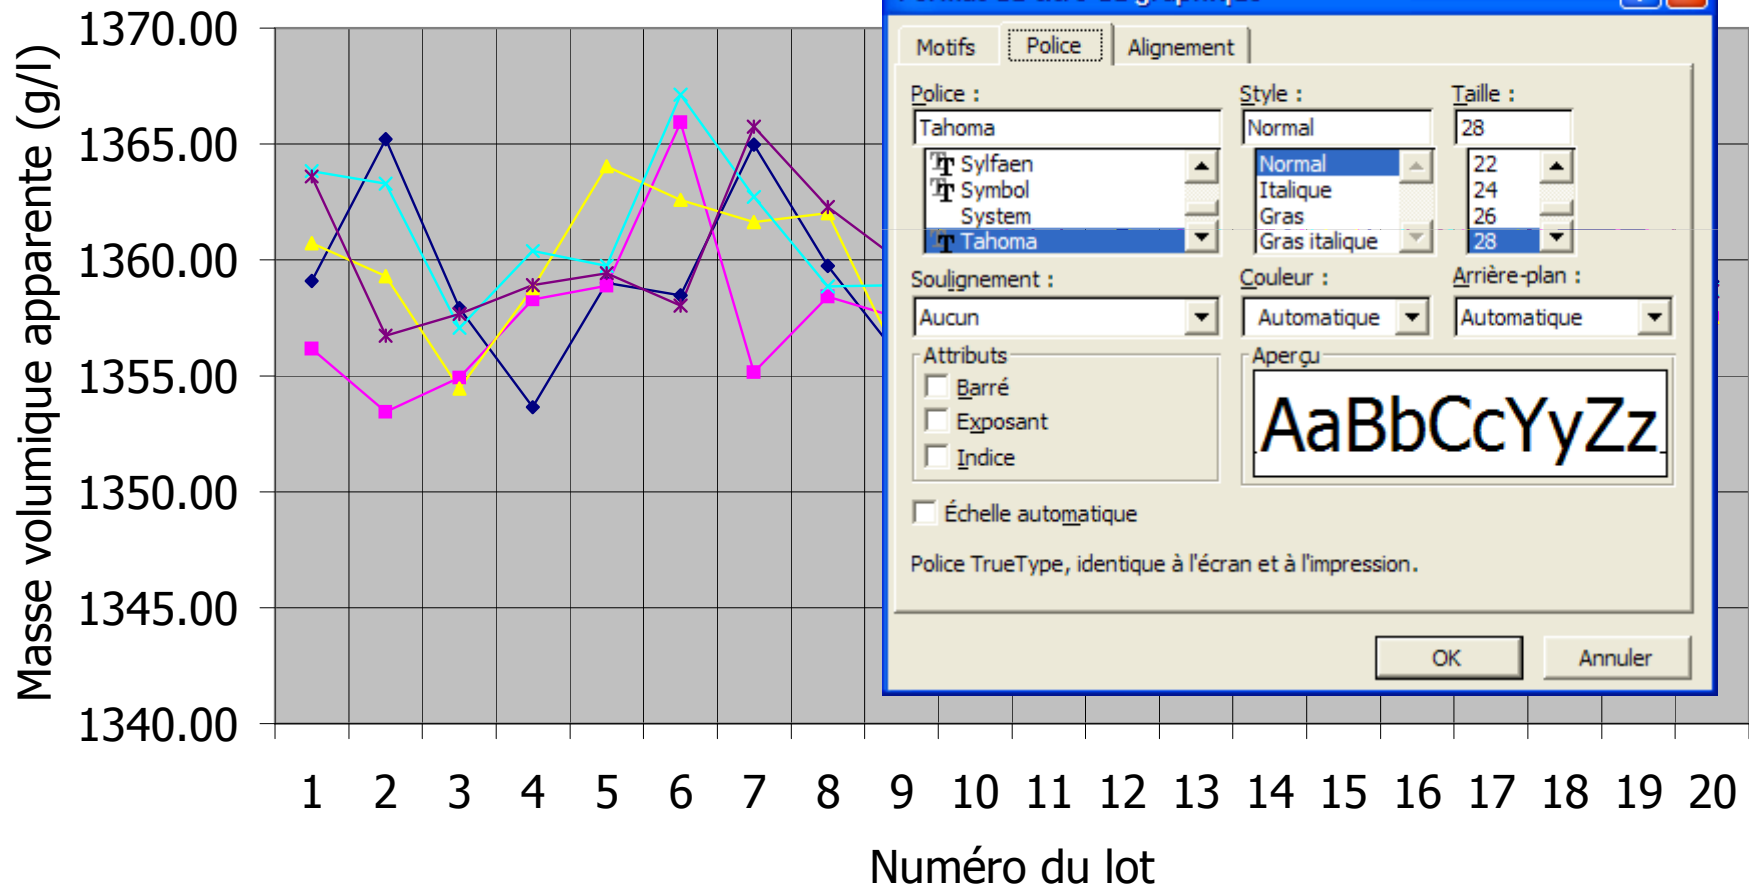 Masse volumique apparente (g/l)
1370.00
1365.00
1360.00
1355.00
1350.00
1345.00
1340.00
1 2 3 4 5 6 7 8 9 10 11 12 13 14 15 16 17 18 19 20
Numéro du lot
Motifs Police Alignement
Police : Style : Taille :
Tahoma Normal 28
Sylfaen Normal 22
Symbol Italique 24
System Gras 26
Tahoma Gras italique 28
Soulignement : Couleur : Arrière-plan :
Aucun Automatique Automatique
Attributs Aperçu
Barré
Exposant
Indice
AaBbCcYyZz
Échelle automatique
Police TrueType, identique à l'écran et à l'impression.
OK Annuler